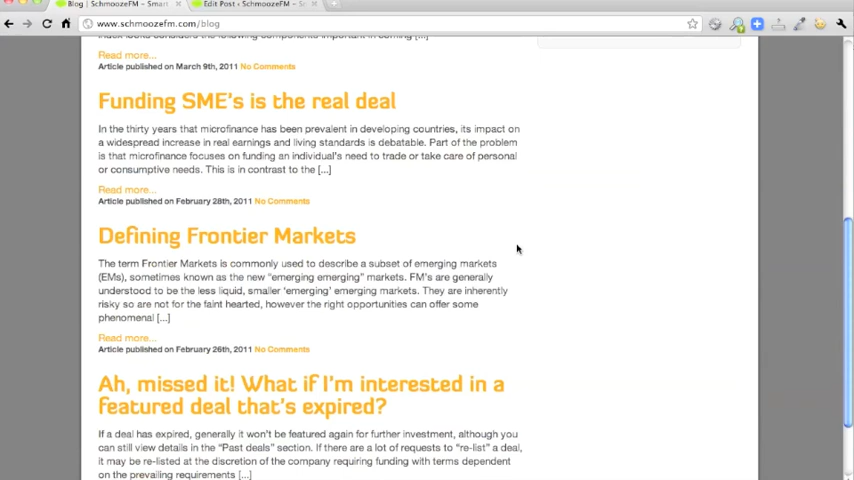 Blog | SchmoozeFM – Smart
Edit Post ‹ SchmoozeFM — S
www.schmoozefm.com/blog
index looks considers the following components important in coming [...]
Read more...
Article published on March 9th, 2011 No Comments
Funding SME's is the real deal
In the thirty years that microfinance has been prevalent in developing countries, its impact on
a widespread increase in real earnings and living standards is debatable. Part of the problem
is that microfinance focuses on funding an individual's need to trade or take care of personal
or consumptive needs. This is in contrast to the [...]
Read more...
Article published on February 28th, 2011 No Comments
Defining Frontier Markets
The term Frontier Markets is commonly used to describe a subset of emerging markets
(EMs), sometimes known as the new "emerging emerging" markets. FM's are generally
understood to be the less liquid, smaller 'emerging' emerging markets. They are inherently
risky so are not for the faint hearted, however the right opportunities can offer some
phenomenal [...]
Read more...
Article published on February 26th, 2011 No Comments
Ah, missed it! What if I'm interested in a
featured deal that's expired?
If a deal has expired, generally it won't be featured again for further investment, although you
can still view details in the "Past deals" section. If there are a lot of requests to "re-list" a deal,
it may be re-listed at the discretion of the company requiring funding with terms dependent
on the prevailing requirements [...]